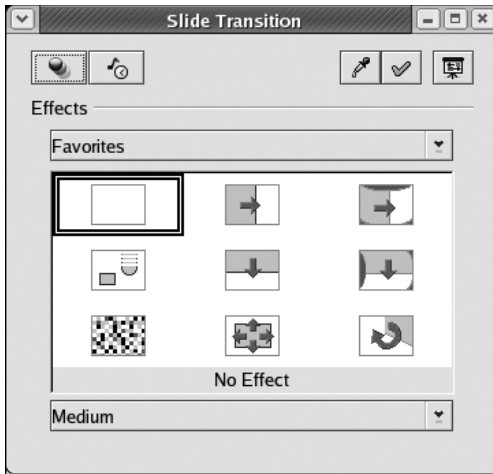 Slide Transition
Effects
Favorites
No Effect
Medium